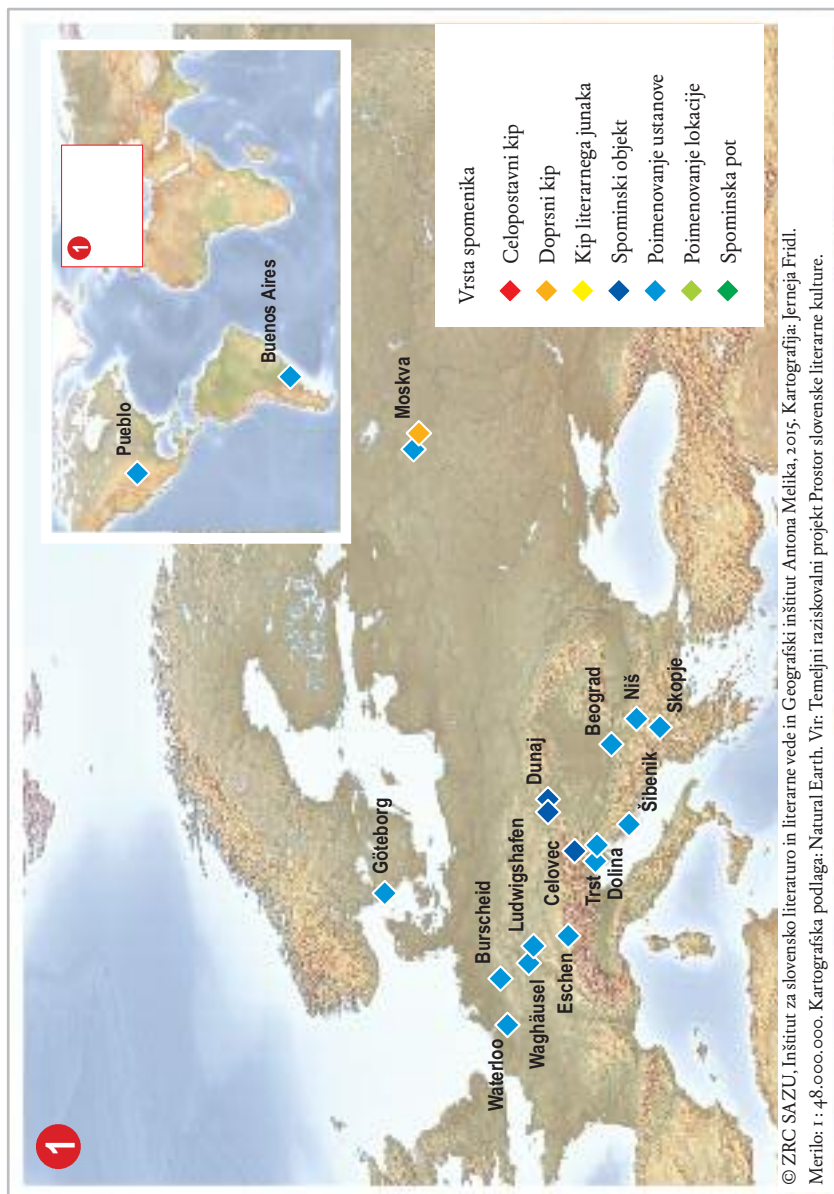 1
1
Pueblo
Buenos Aires
Moskva
Göteborg
Burscheid
Waterloo
Ludwigshafen
Waghäusel
Eschen
Dunaj
Celovec
Trst
Dolina
Šibenik
Beograd
Niš
Skopje
Vrsta spomenika
Celopostavni kip
Doprsni kip
Kip literarnega junaka
Spominski objekt
Poimenovanje ustanove
Poimenovanje lokacije
Spominska pot
© ZRC SAZU, Inštitut za slovensko literaturo in literarne vede in Geografski inštitut Antona Melika, 2015. Kartografija: Jerneja Fridl.
Merilo: 1 : 48.000.000. Kartografska podlaga: Natural Earth. Vir: Temeljni raziskovalni projekt Prostor slovenske literarne kulture.